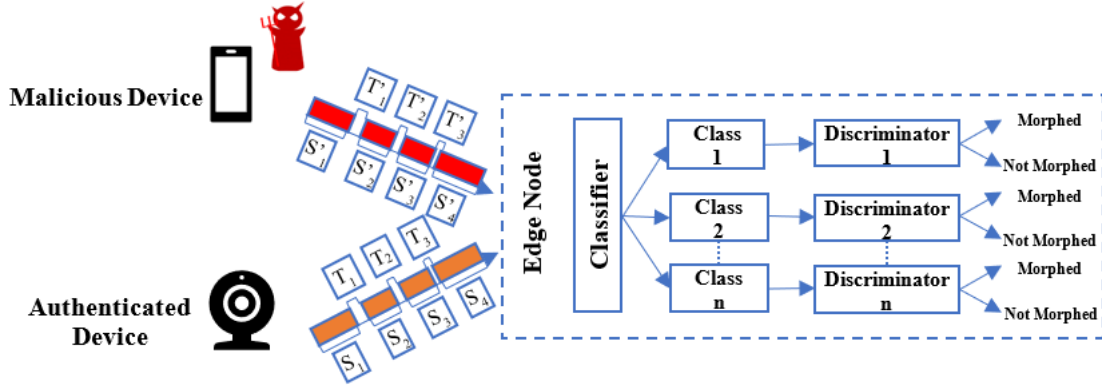 Malicious Device
T'1
T'2
T'3
S'1
S'2
S'3
S'4
Authenticated
Device
T1
T2
T3
S1
S2
S3
S4
Edge Node
Classifier
Class
1
Discriminator
1
Morphed
Not Morphed
Class
2
Discriminator
2
Morphed
Not Morphed
Class
n
Discriminator
n
Morphed
Not Morphed